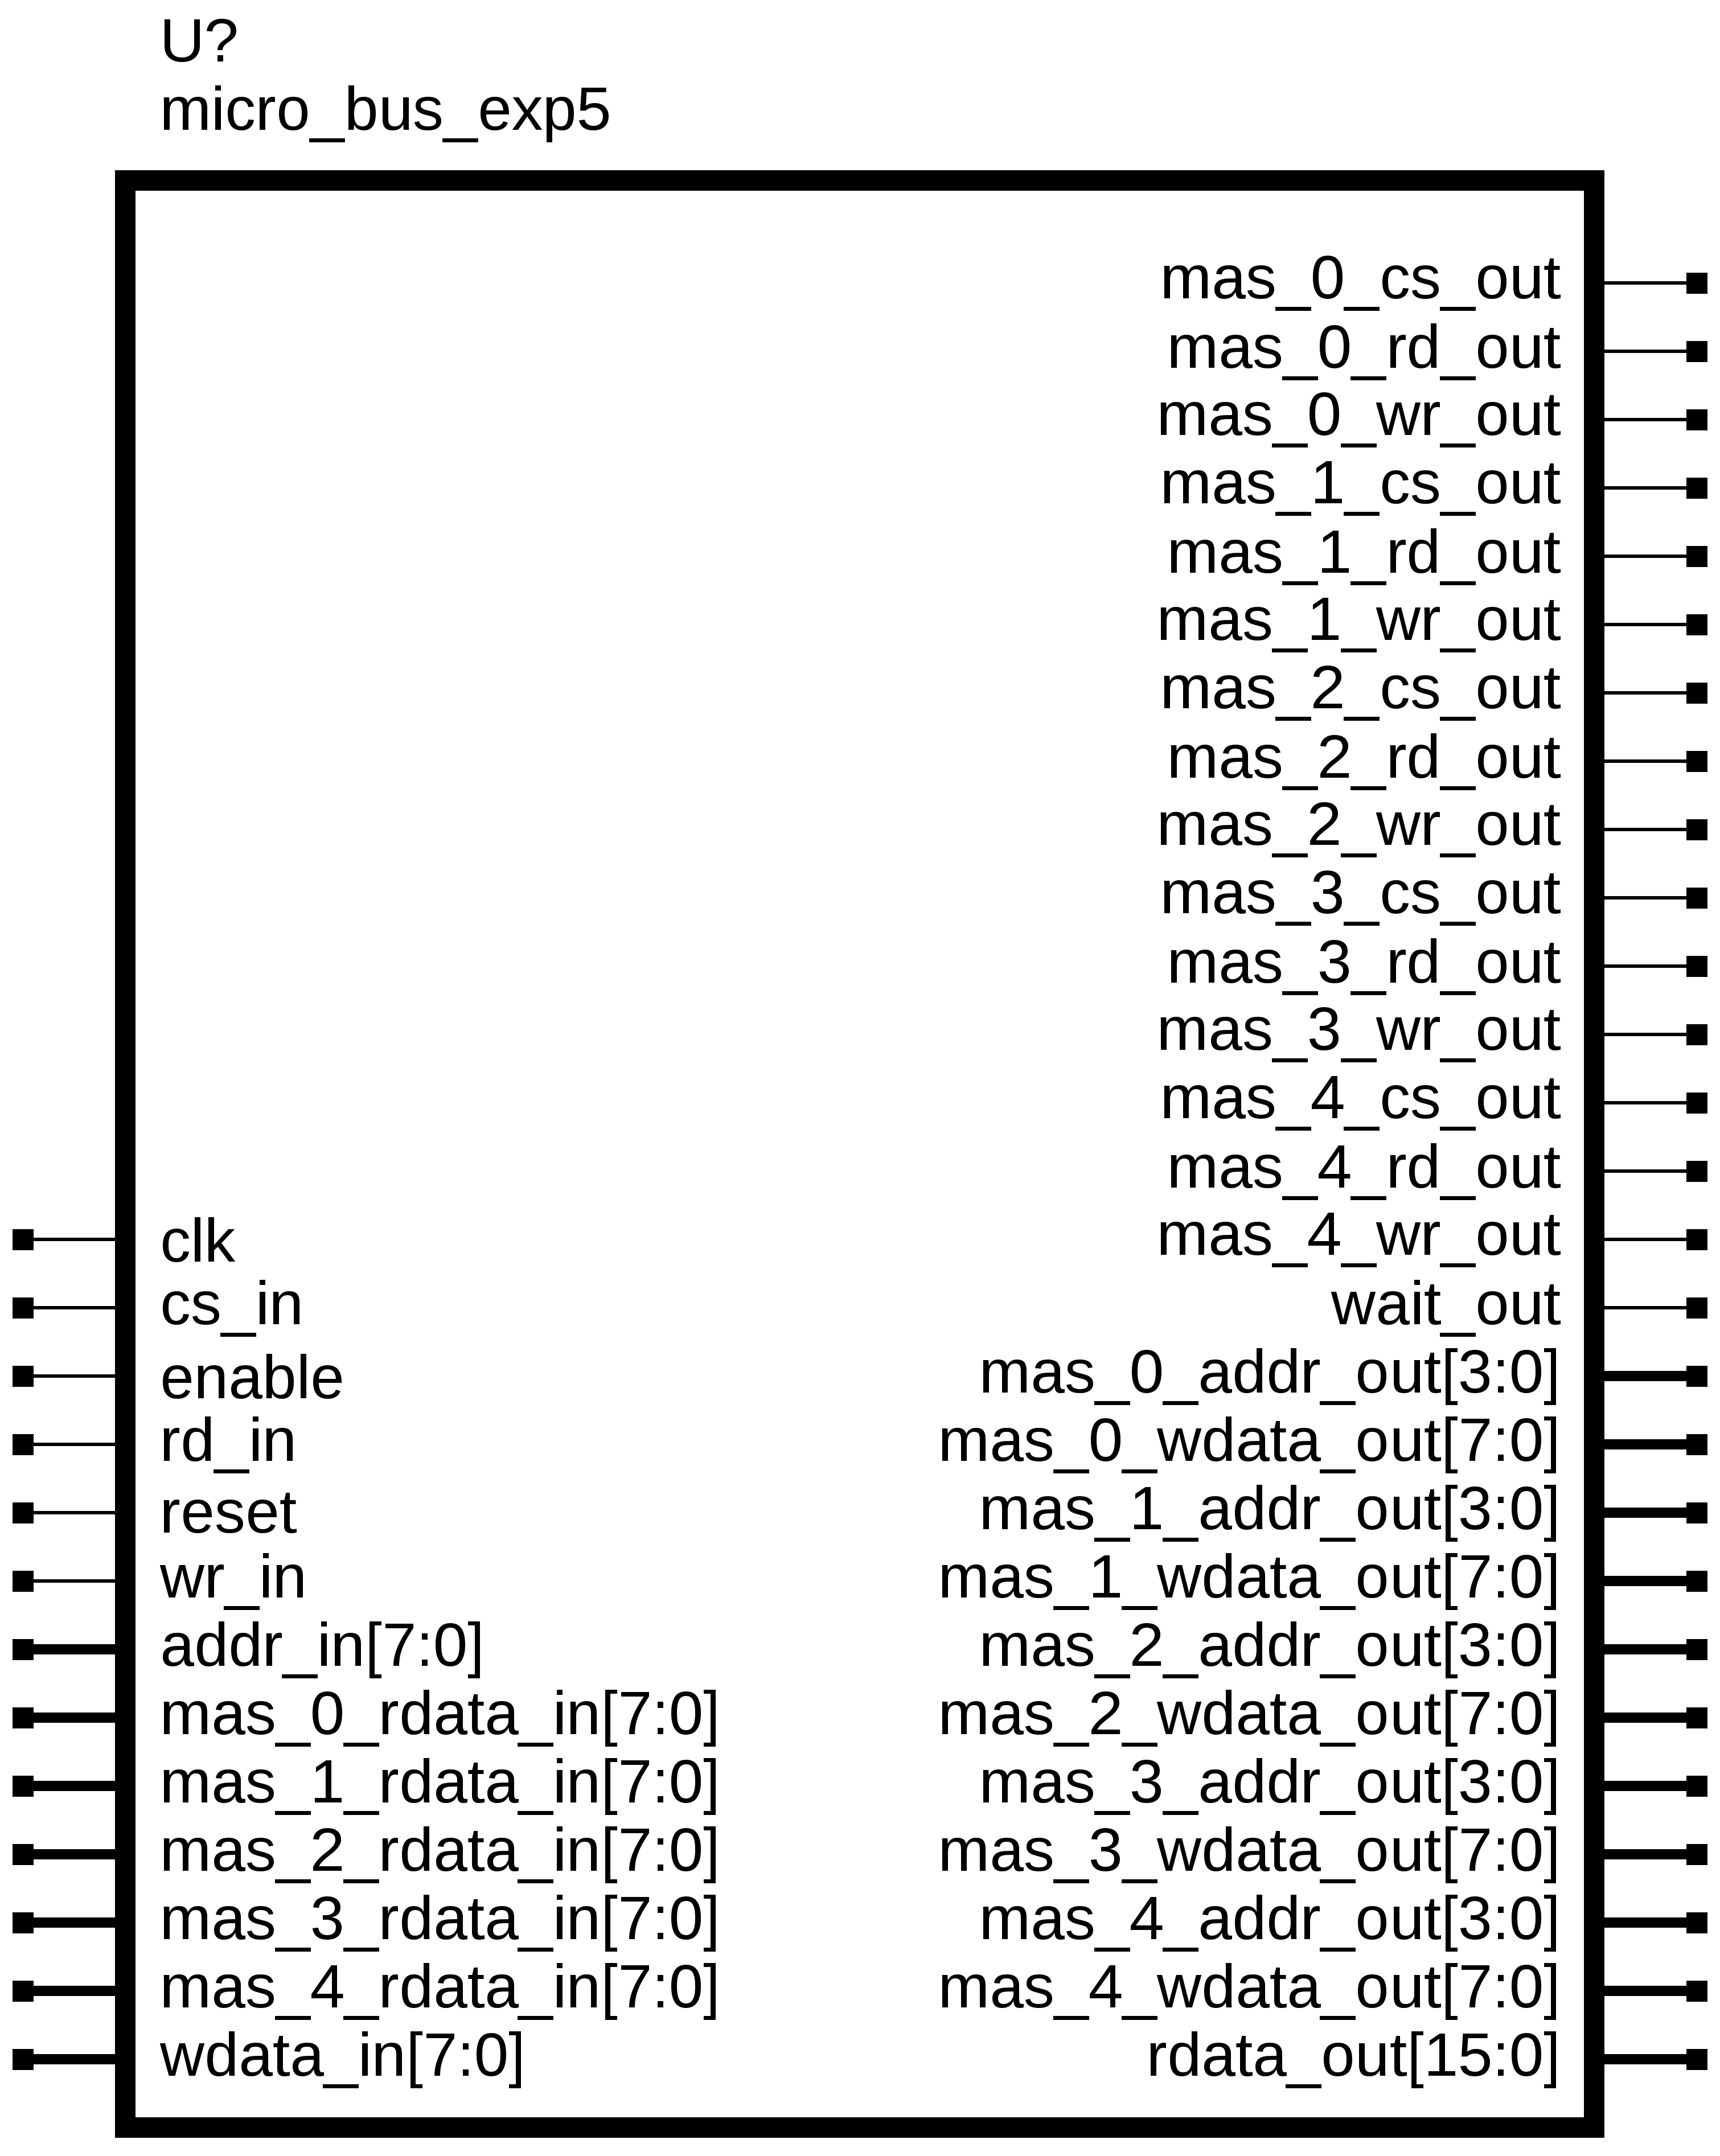 U?
micro_bus_exp5
mas_0_cs_out
mas_0_rd_out
mas_0_wr_out
mas_1_cs_out
mas_1_rd_out
mas_1_wr_out
mas_2_cs_out
mas_2_rd_out
mas_2_wr_out
mas_3_cs_out
mas_3_rd_out
mas_3_wr_out
mas_4_cs_out
mas_4_rd_out
clk mas_4_wr_out
cs_in wait_out
enable mas_0_addr_out[3:0]
rd_in mas_0_wdata_out[7:0]
reset mas_1_addr_out[3:0]
wr_in mas_1_wdata_out[7:0]
addr_in[7:0] mas_2_addr_out[3:0]
mas_0_rdata_in[7:0] mas_2_wdata_out[7:0]
mas_1_rdata_in[7:0] mas_3_addr_out[3:0]
mas_2_rdata_in[7:0] mas_3_wdata_out[7:0]
mas_3_rdata_in[7:0] mas_4_addr_out[3:0]
mas_4_rdata_in[7:0] mas_4_wdata_out[7:0]
wdata_in[7:0] rdata_out[15:0]